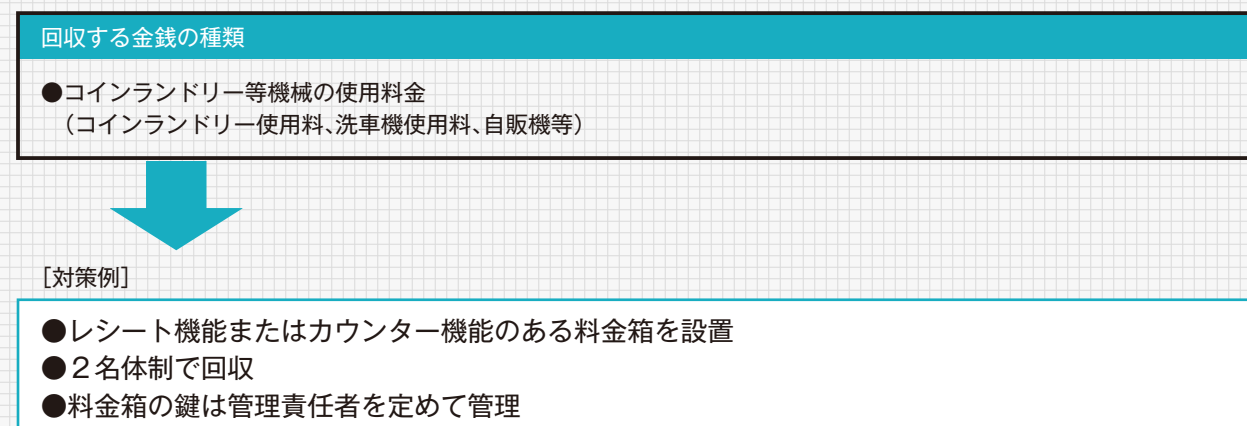 回収する金銭の種類
●コインランドリー等機械の使用料金
（コインランドリー使用料、洗車機使用料、自販機等）
［対策例］
●レシート機能またはカウンター機能のある料金箱を設置
●２名体制で回収
●料金箱の鍵は管理責任者を定めて管理